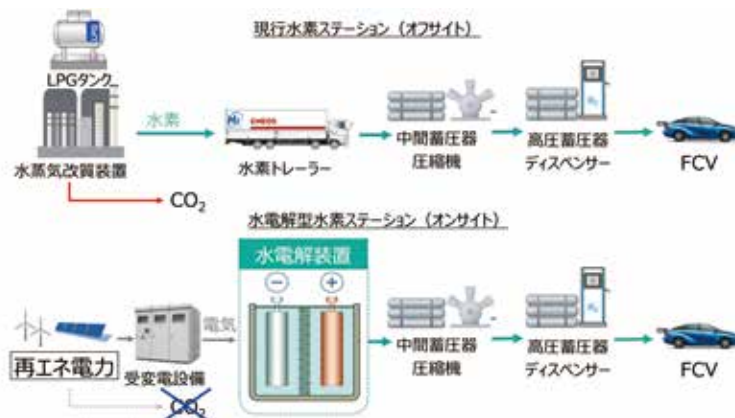 現行水素ステーション（オフサイト）
LPG
LPGタンク
水素
H₂
ENEOS
中間蓄圧器
圧縮機
高圧蓄圧器
ディスペンサー
水蒸気改質装置
水素トレーラー
FCV
CO₂
水電解型水素ステーション（オンサイト）
水電解装置
−
+
電気
再エネ電力
受変電設備
中間蓄圧器
圧縮機
高圧蓄圧器
ディスペンサー
FCV
CO₂